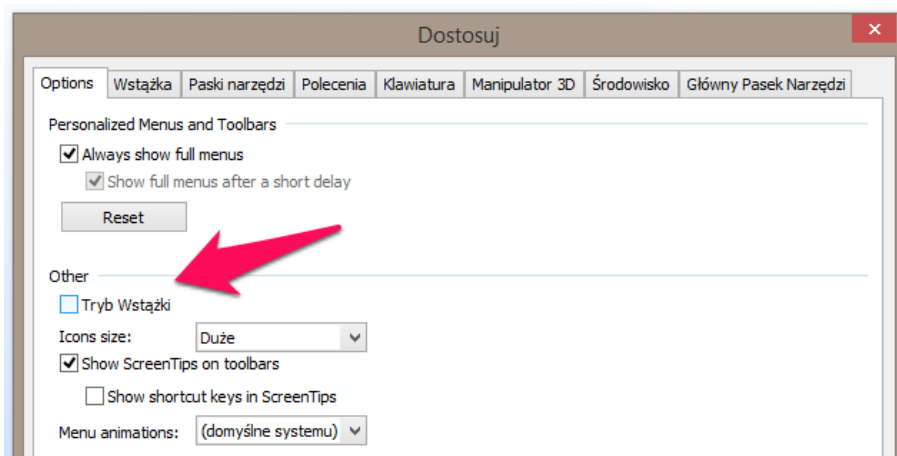 Dostosuj
Options Wstążka Paski narzędzi Polecenia Klawiatura Manipulator 3D Środowisko Główny Pasek Narzędzi
Personalized Menus and Toolbars
Always show full menus
Show full menus after a short delay
Reset
Other
Tryb Wstążki
Icons size: Duże
Show ScreenTips on toolbars
Show shortcut keys in ScreenTips
Menu animations: (domyślne systemu)